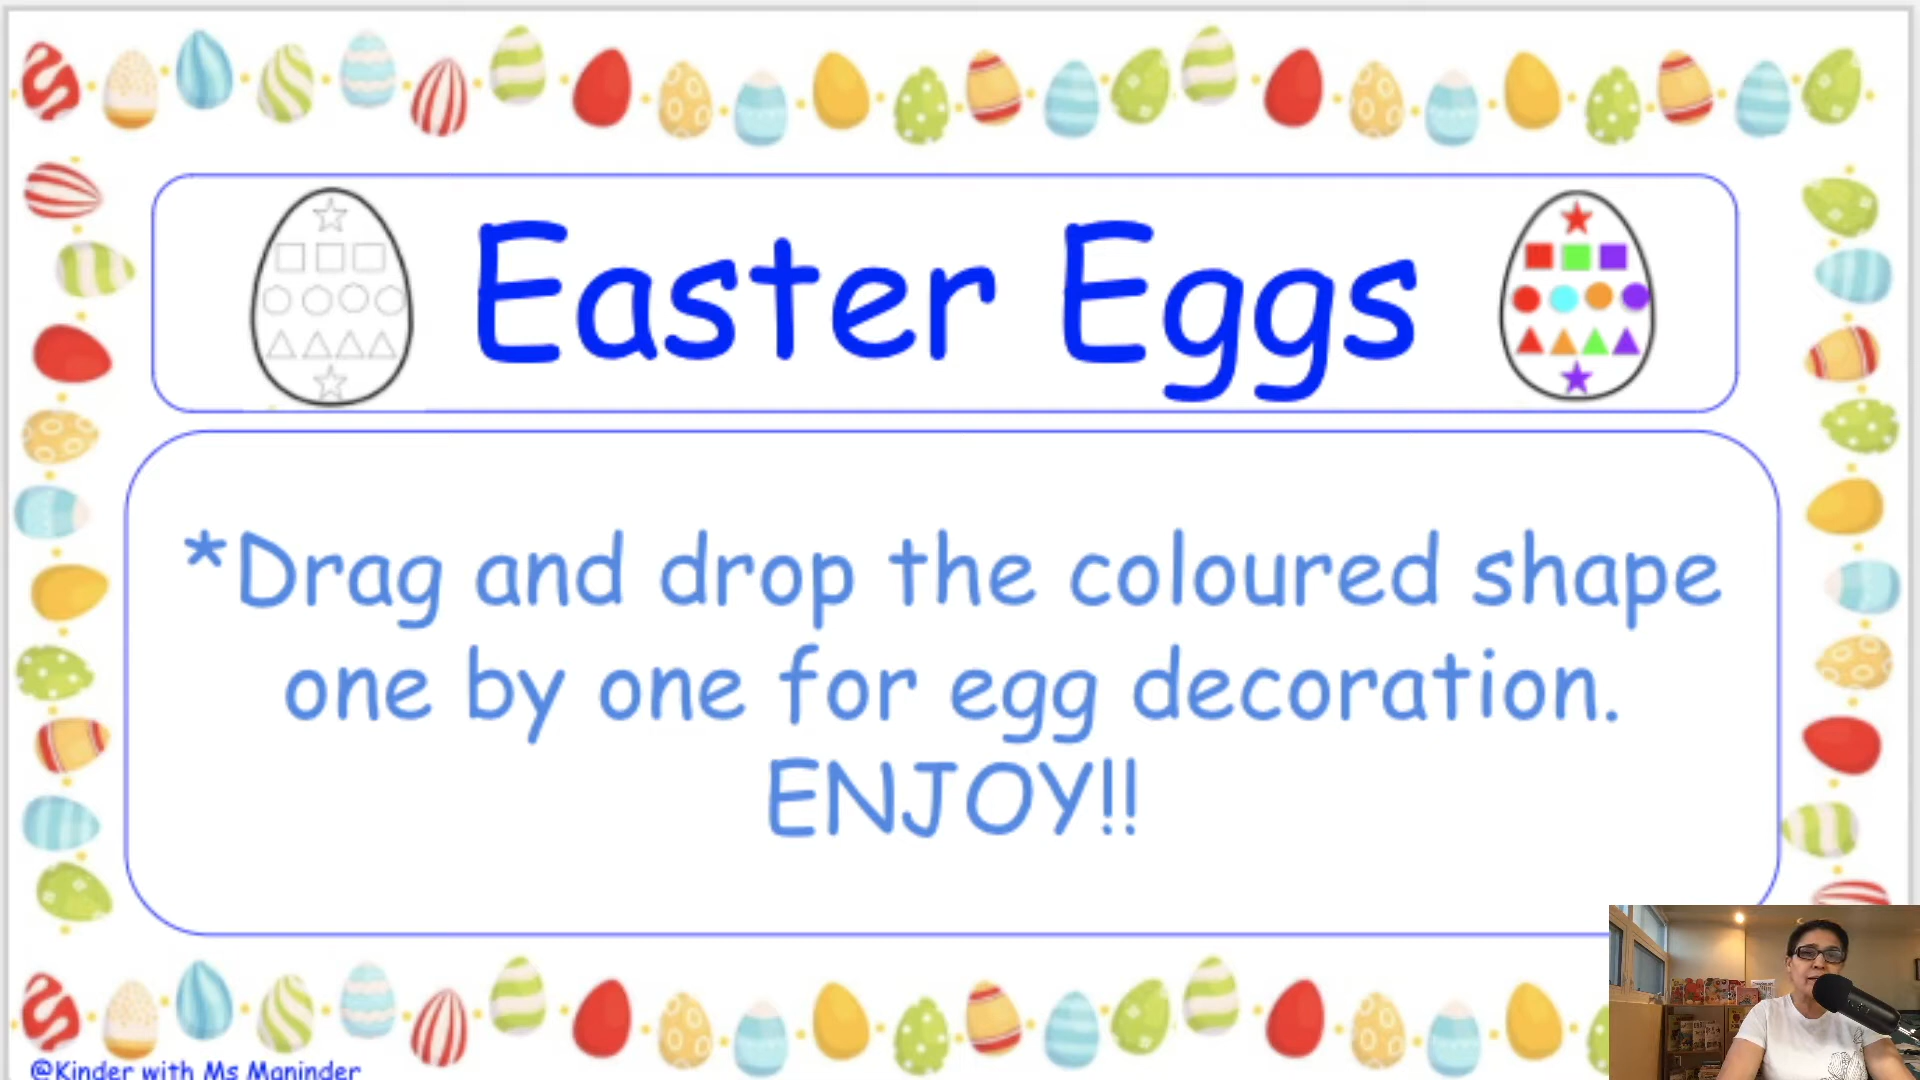 Easter Eggs
*Drag and drop the coloured shape
one by one for egg decoration.
ENJOY!!
@Kinder with Ms Maninder